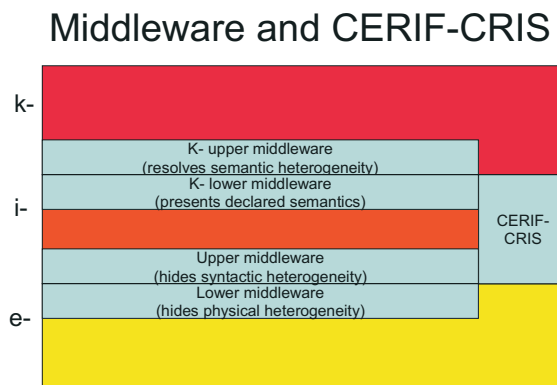 Middleware and CERIF-CRIS
k-
K- upper middleware
(resolves semantic heterogeneity)
K- lower middleware
(presents declared semantics)
i-
CERIF-
CRIS
Upper middleware
(hides syntactic heterogeneity)
Lower middleware
(hides physical heterogeneity)
e-